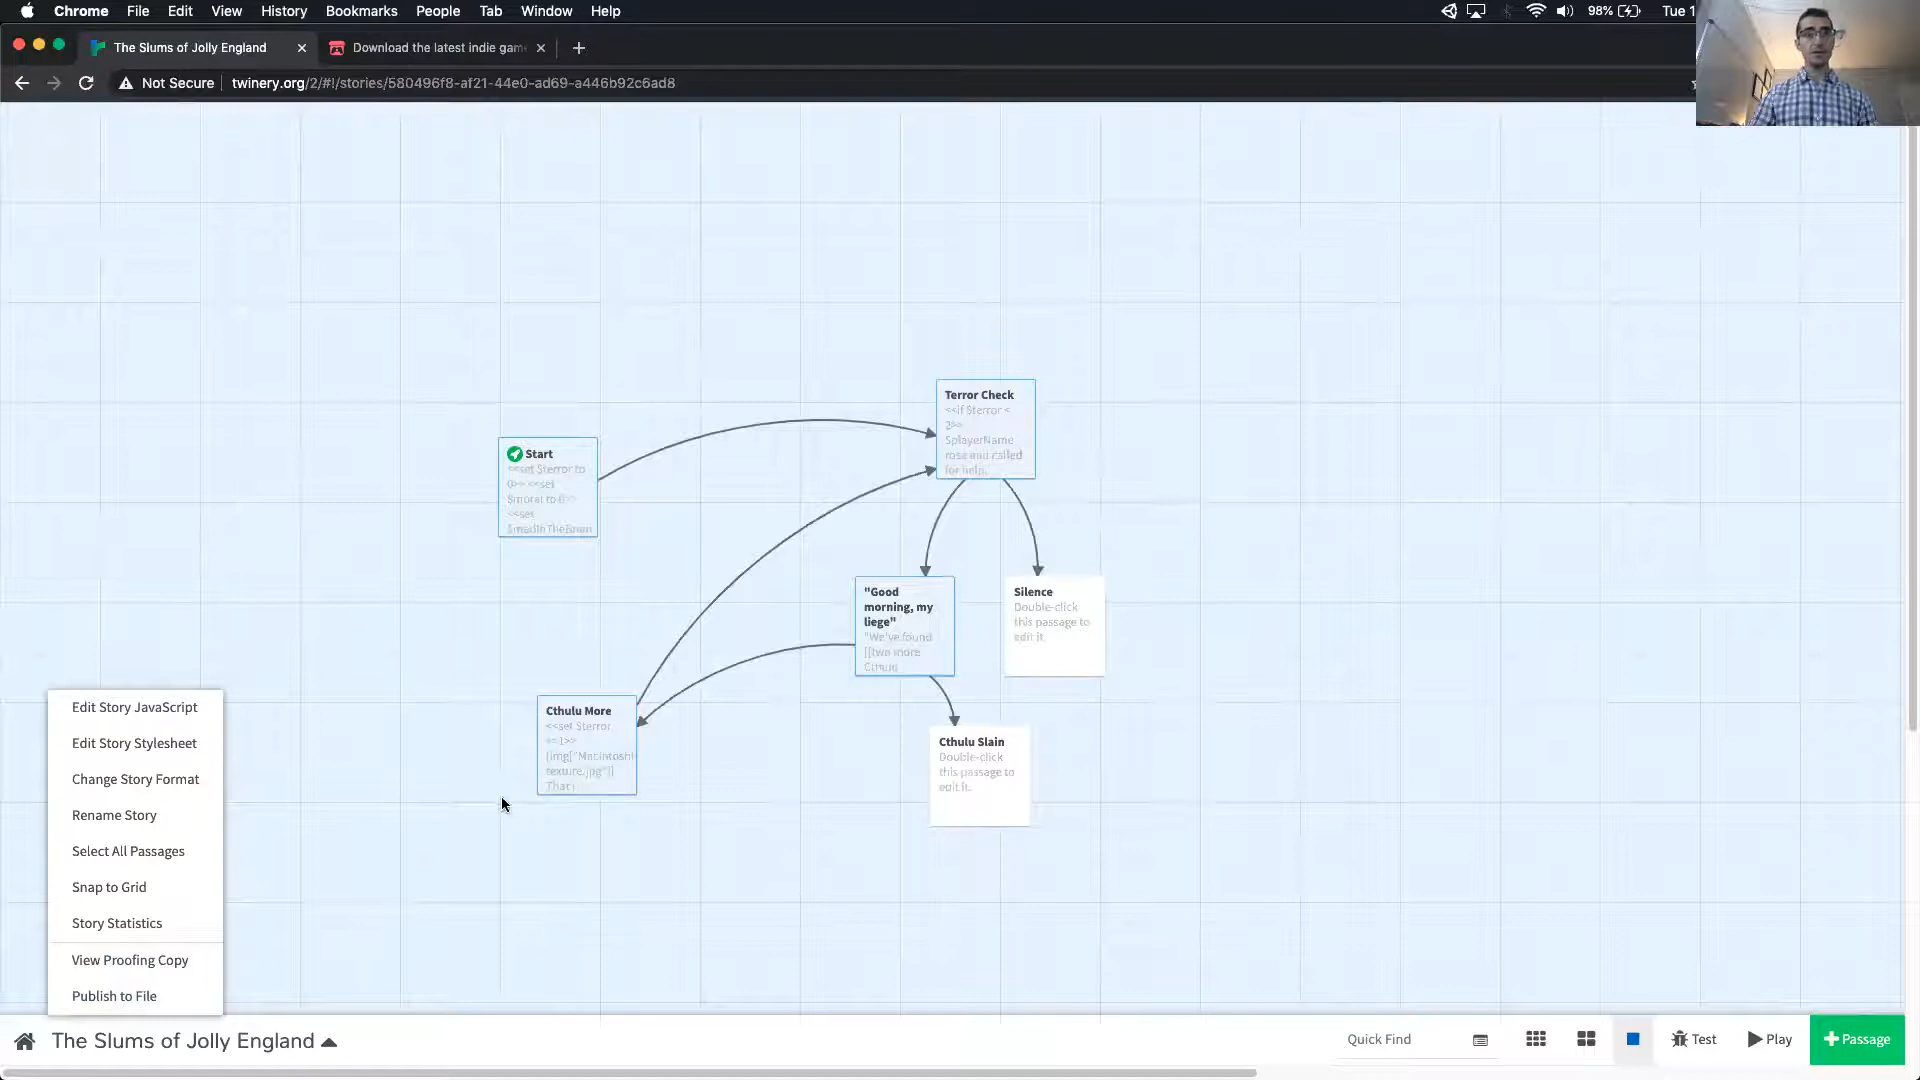 Chrome File Edit View History Bookmarks People Tab Window Help
98% Tue 1
The Slums of Jolly England
Download the latest indie gam
Not Secure twinery.org/2/#!/stories/580496f8-af21-44e0-ad69-a446b92c6ad8
Terror Check
<<if $terror <
2>>
$playerName
rose and called
for help.
Start
<<set $terror to
0>> <<set
$moral to 0>>
<<set
"Good
morning, my
liege"
"We've found
[[two more
Cthulu
Silence
Double-click
this passage to
edit it.
Cthulu More
<<set $terror
+= 1>>
[img["Macintosh
texture.jpg"]]
That
Cthulu Slain
Double-click
this passage to
edit it.
Edit Story JavaScript
Edit Story Stylesheet
Change Story Format
Rename Story
Select All Passages
Snap to Grid
Story Statistics
View Proofing Copy
Publish to File
The Slums of Jolly England
Quick Find
Test
Play
+Passage